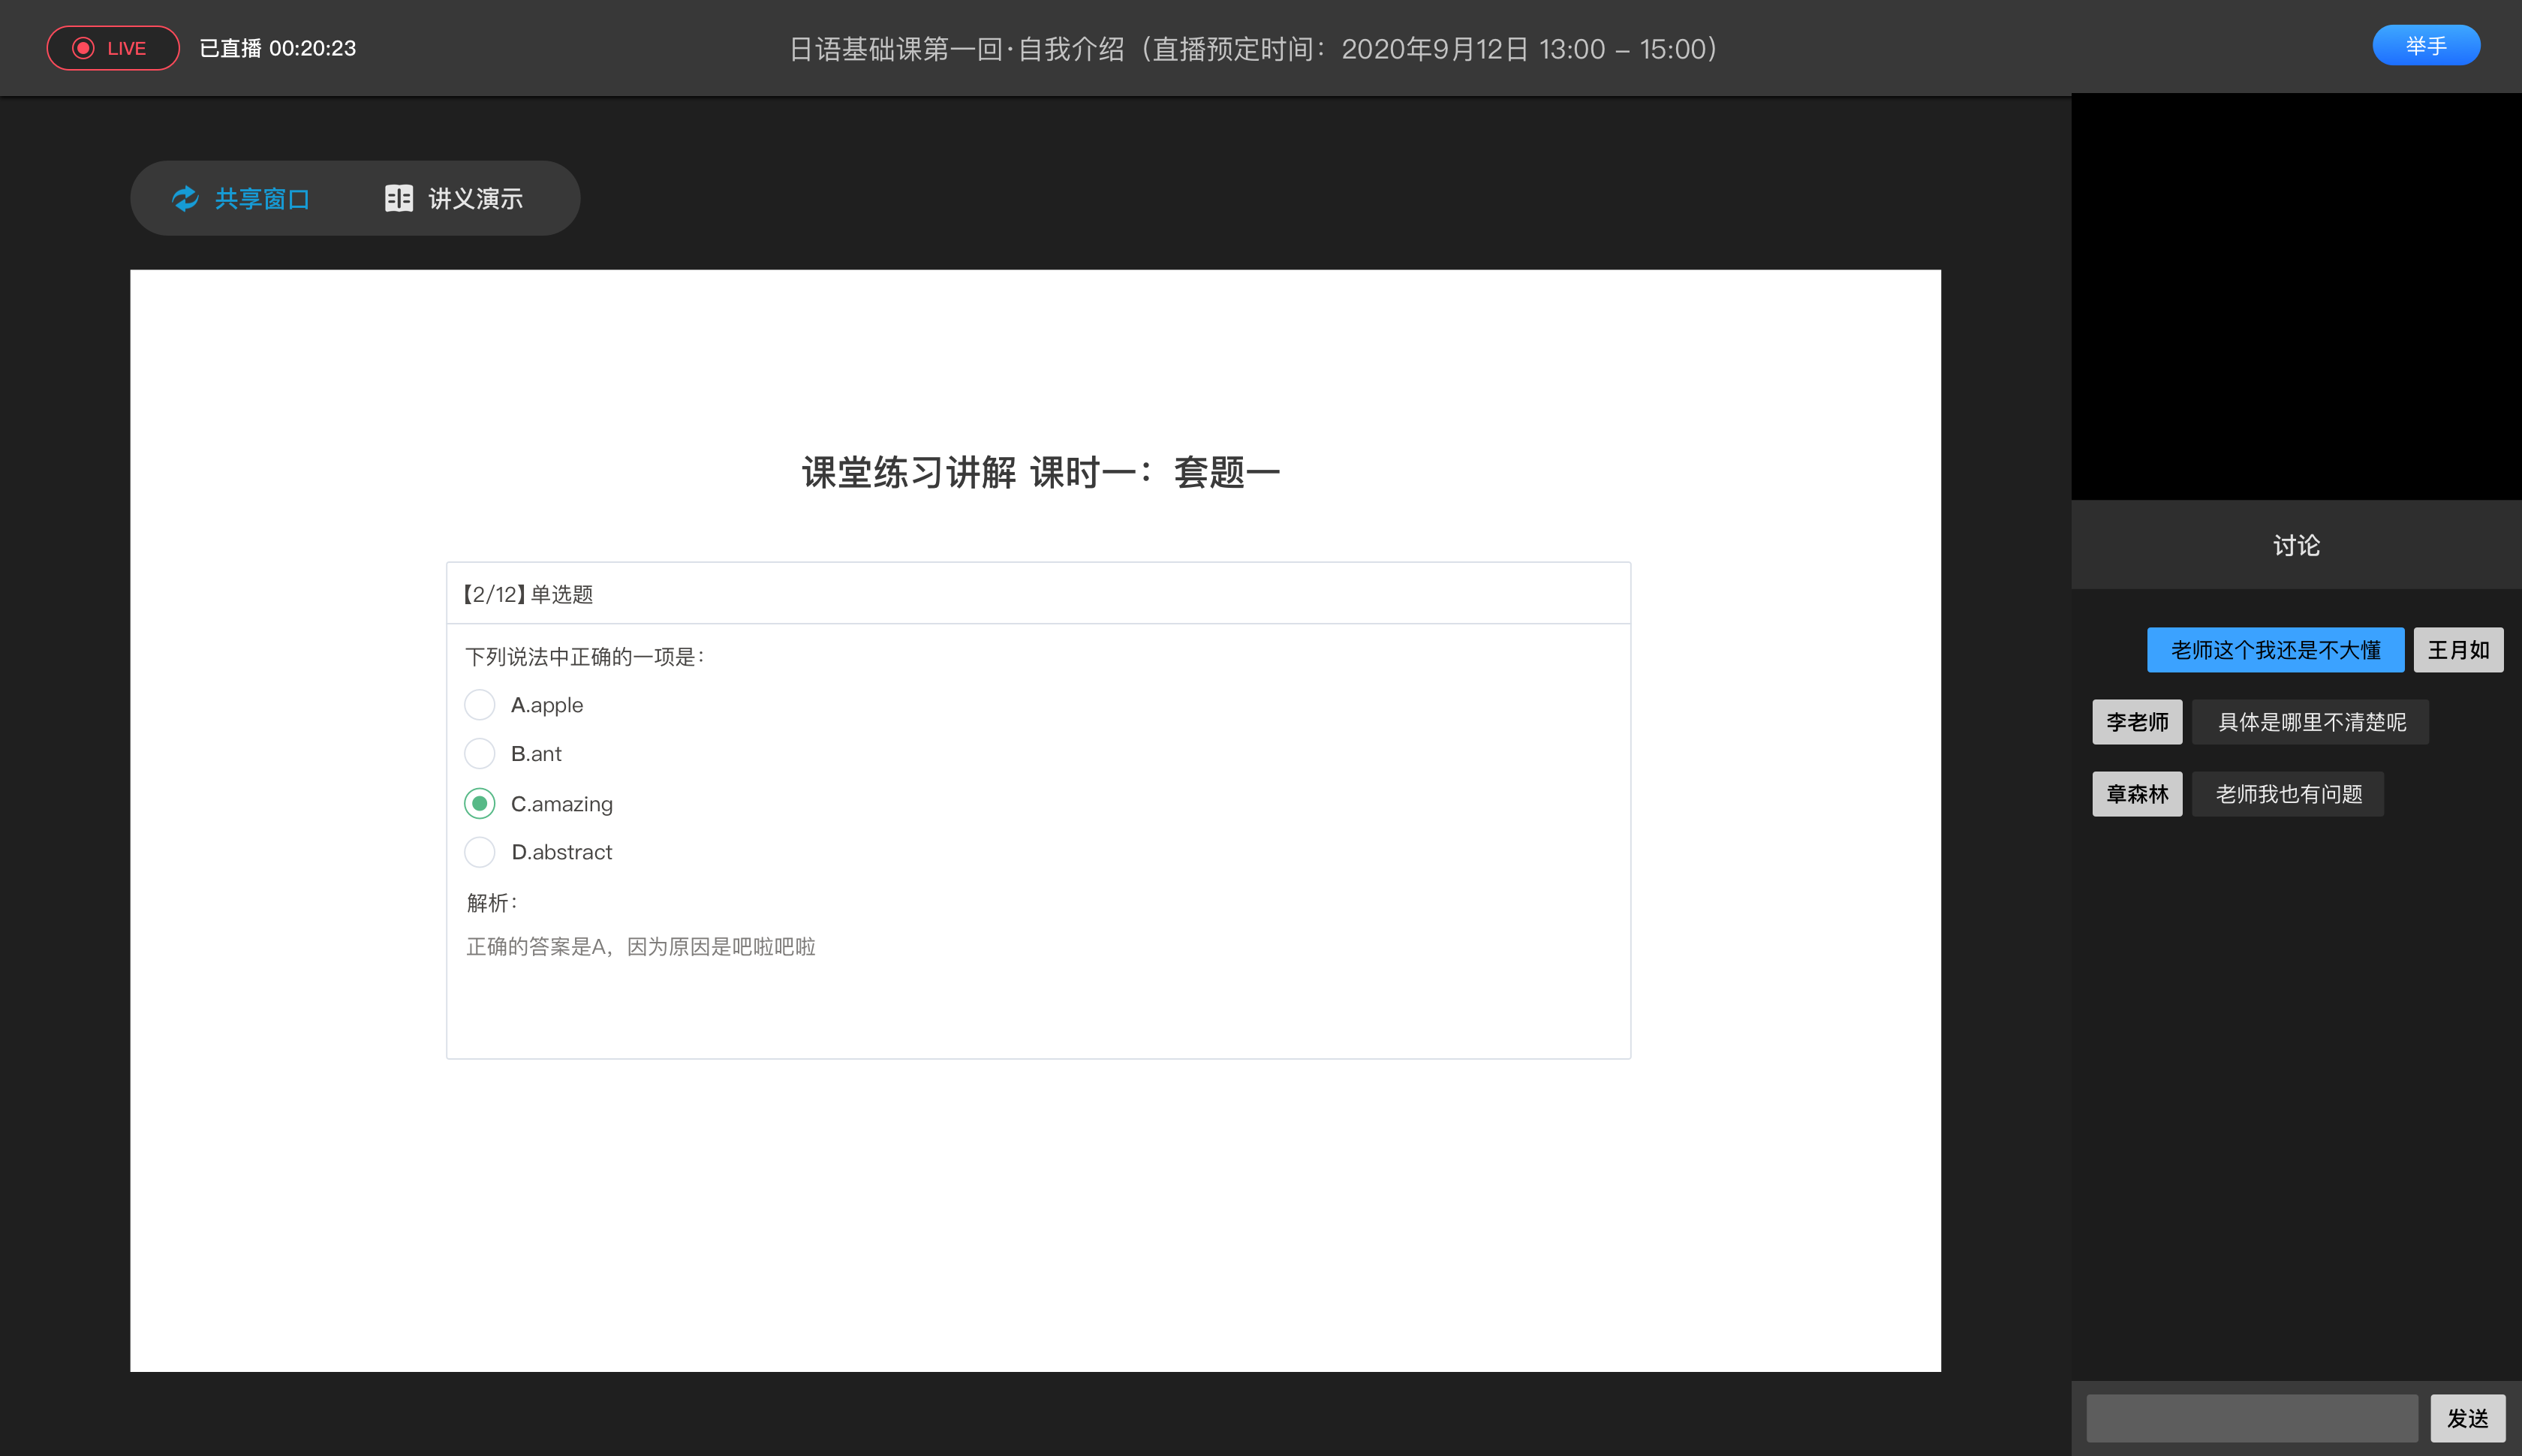 LIVE 已直播 00:20:23
日语基础课第一回·自我介绍（直播预定时间：2020年9月12日 13:00 – 15:00）
举手
共享窗口 讲义演示
课堂练习讲解 课时一：套题一
【2/12】单选题
下列说法中正确的一项是：
A.apple
B.ant
C.amazing
D.abstract
解析：
正确的答案是A，因为原因是吧啦吧啦
讨论
老师这个我还是不大懂 王月如
李老师 具体是哪里不清楚呢
章森林 老师我也有问题
发送